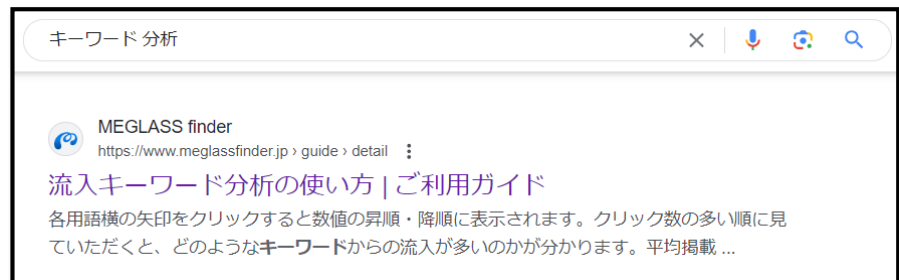 キーワード 分析
MEGLASS finder
https://www.meglassfinder.jp › guide › detail
流入キーワード分析の使い方 | ご利用ガイド
各用語横の矢印をクリックすると数値の昇順・降順に表示されます。クリック数の多い順に見
ていただくと、どのようなキーワードからの流入が多いのかが分かります。平均掲載 ...